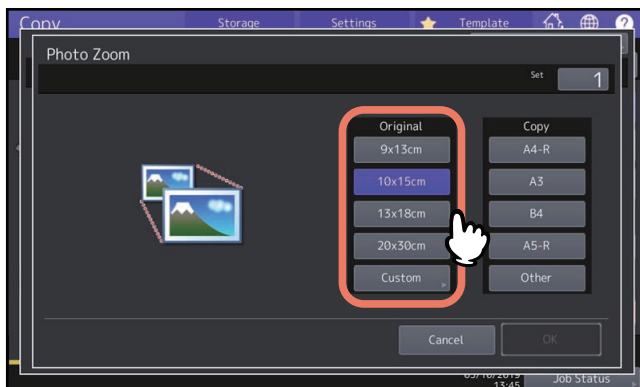 Copy Storage Settings Template ?
Photo Zoom
Set 1
Original Copy
9x13cm A4-R
10x15cm A3
13x18cm B4
20x30cm A5-R
Custom Other
Cancel OK
13:45 Job Status